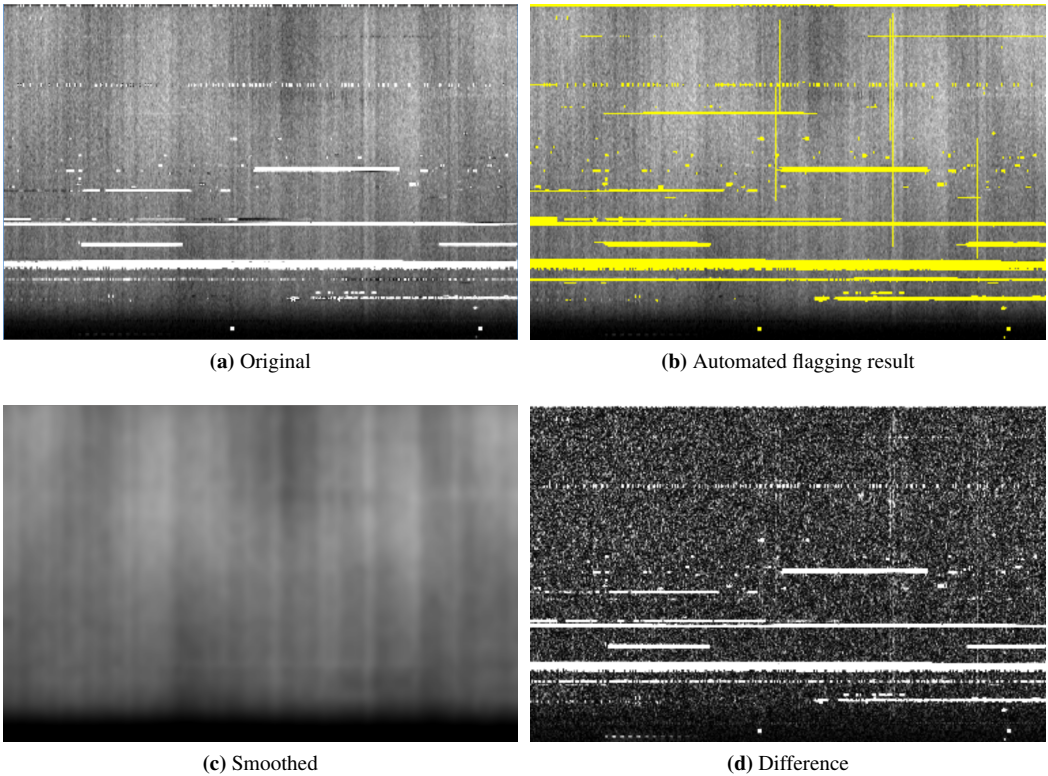 (a) Original
(b) Automated flagging result
(c) Smoothed
(d) Difference